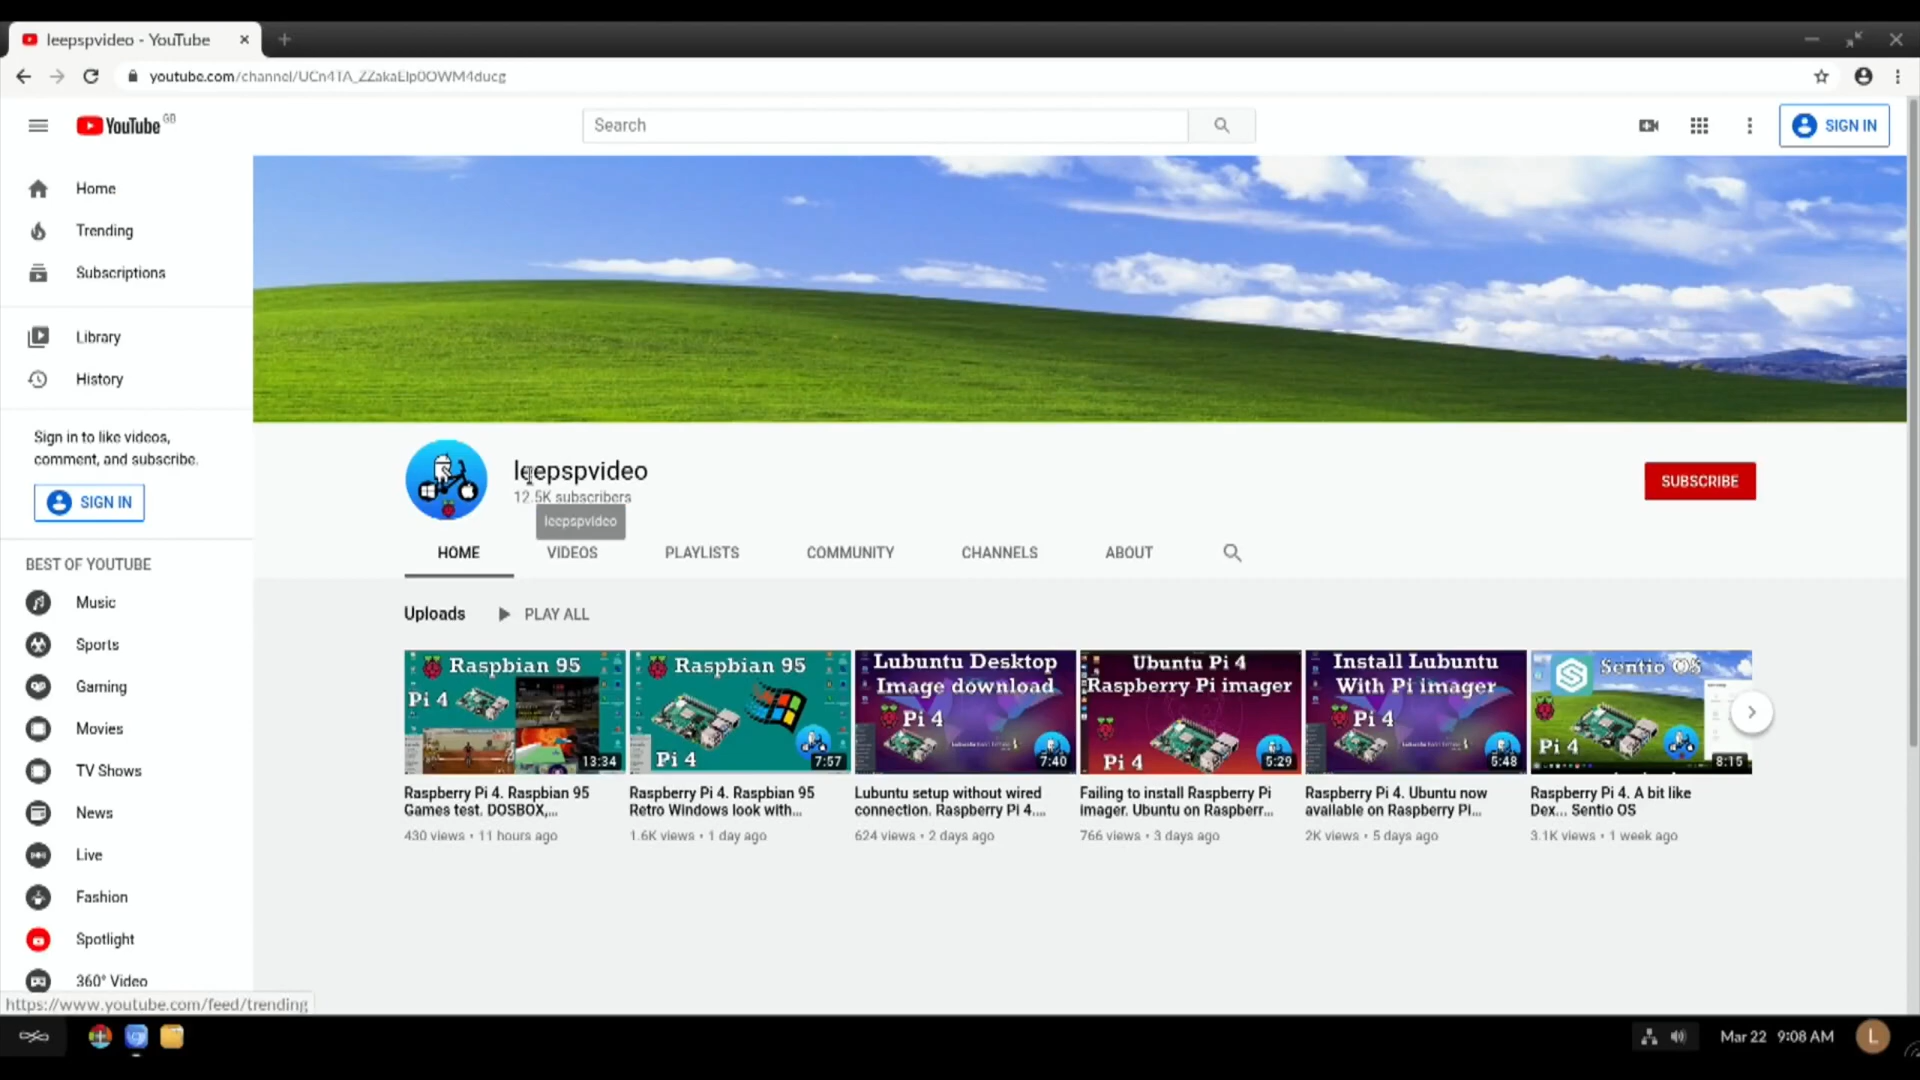 leepspvideo - YouTube
youtube.com/channel/UCn4TA_ZZakaElp0OWM4ducg
YouTube GB
Search
SIGN IN
Home
Trending
Subscriptions
Library
History
Sign in to like videos,
comment, and subscribe.
SIGN IN
BEST OF YOUTUBE
Music
Sports
Gaming
Movies
TV Shows
News
Live
Fashion
Spotlight
360° Video
https://www.youtube.com/feed/trending
leepspvideo
12.5K subscribers
leepspvideo
SUBSCRIBE
HOME
VIDEOS
PLAYLISTS
COMMUNITY
CHANNELS
ABOUT
Uploads
PLAY ALL
Raspbian 95
Pi 4
13:34
Raspberry Pi 4. Raspbian 95
Games test. DOSBOX,...
430 views • 11 hours ago
Raspbian 95
Pi 4
7:57
Raspberry Pi 4. Raspbian 95
Retro Windows look with...
1.6K views • 1 day ago
Lubuntu Desktop
Image download
Pi 4
7:40
Lubuntu setup without wired
connection. Raspberry Pi 4....
624 views • 2 days ago
Ubuntu Pi 4
Raspberry Pi imager
Pi 4
5:29
Failing to install Raspberry Pi
imager. Ubuntu on Raspberr...
766 views • 3 days ago
Install Lubuntu
With Pi imager
Pi 4
5:48
Raspberry Pi 4. Ubuntu now
available on Raspberry Pi...
2K views • 5 days ago
Sentio OS
Pi 4
8:15
Raspberry Pi 4. A bit like
Dex... Sentio OS
3.1K views • 1 week ago
Mar 22 9:08 AM
L